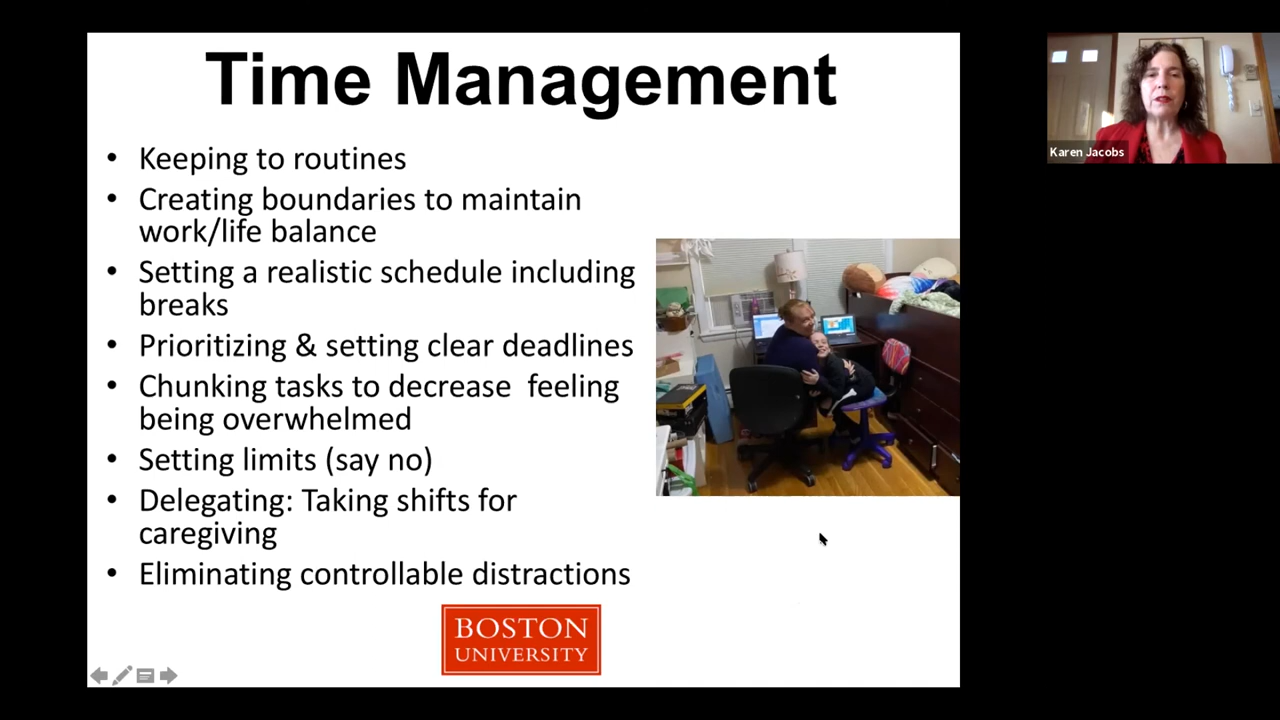 Time Management
• Keeping to routines
• Creating boundaries to maintain
work/life balance
• Setting a realistic schedule including
breaks
• Prioritizing & setting clear deadlines
• Chunking tasks to decrease  feeling
being overwhelmed
• Setting limits (say no)
• Delegating: Taking shifts for
caregiving
• Eliminating controllable distractions
BOSTON
UNIVERSITY
Karen Jacobs